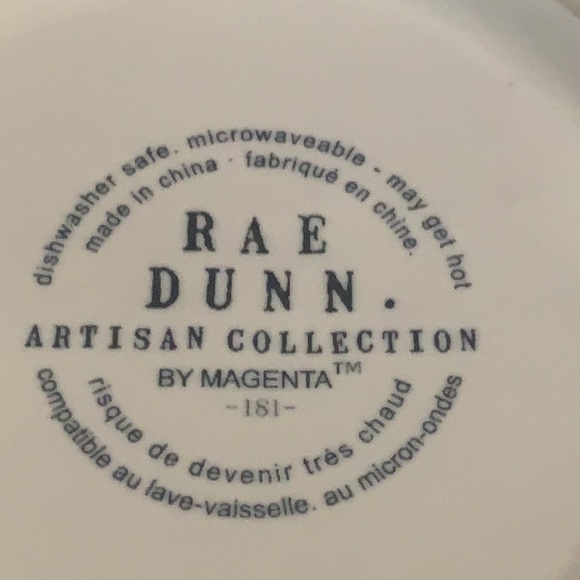 dishwasher safe. microwaveable - may get hot
made in china · fabriqué en chine.
RAE
DUNN.
ARTISAN COLLECTION
BY MAGENTA™
-181-
risque de devenir très chaud
compatible au lave-vaisselle. au micron-ondes